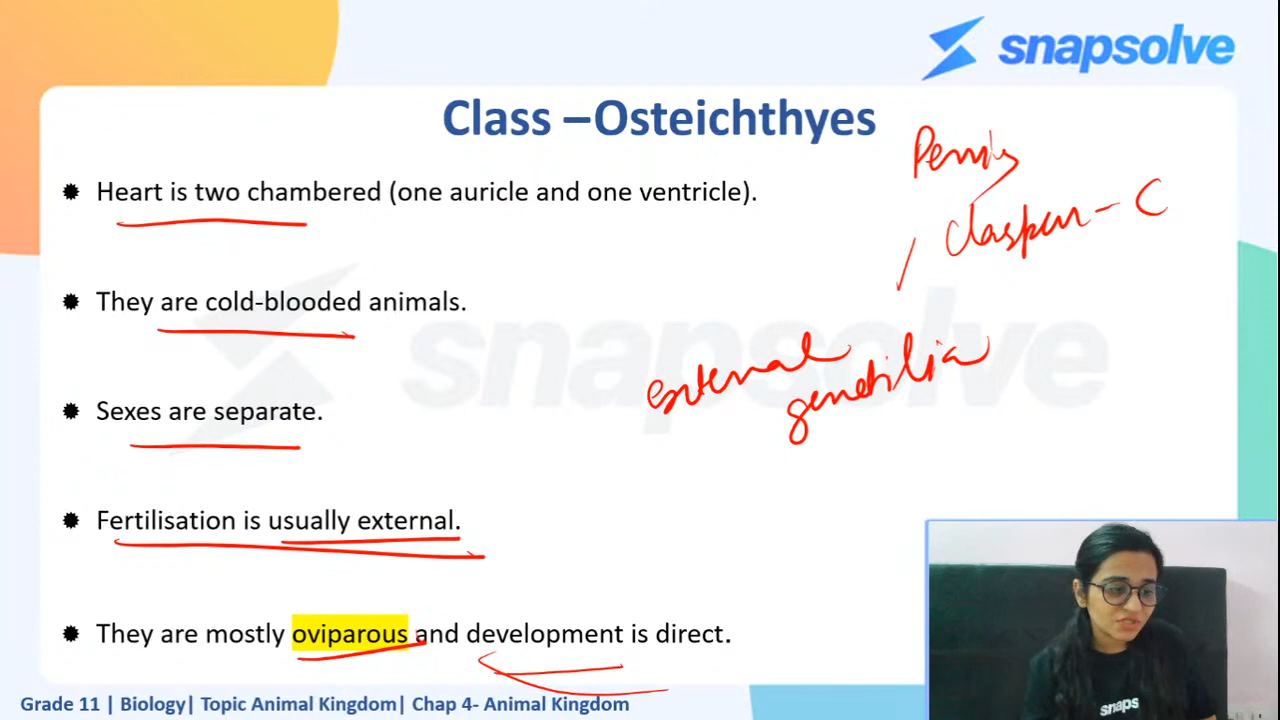 snapsolve
Class –Osteichthyes
Heart is two chambered (one auricle and one ventricle).
They are cold-blooded animals.
Sexes are separate.
Fertilisation is usually external.
They are mostly oviparous and development is direct.
Penis
clasper - C
external
genetilia
snapsolve
snaps
Grade 11 | Biology| Topic Animal Kingdom| Chap 4- Animal Kingdom